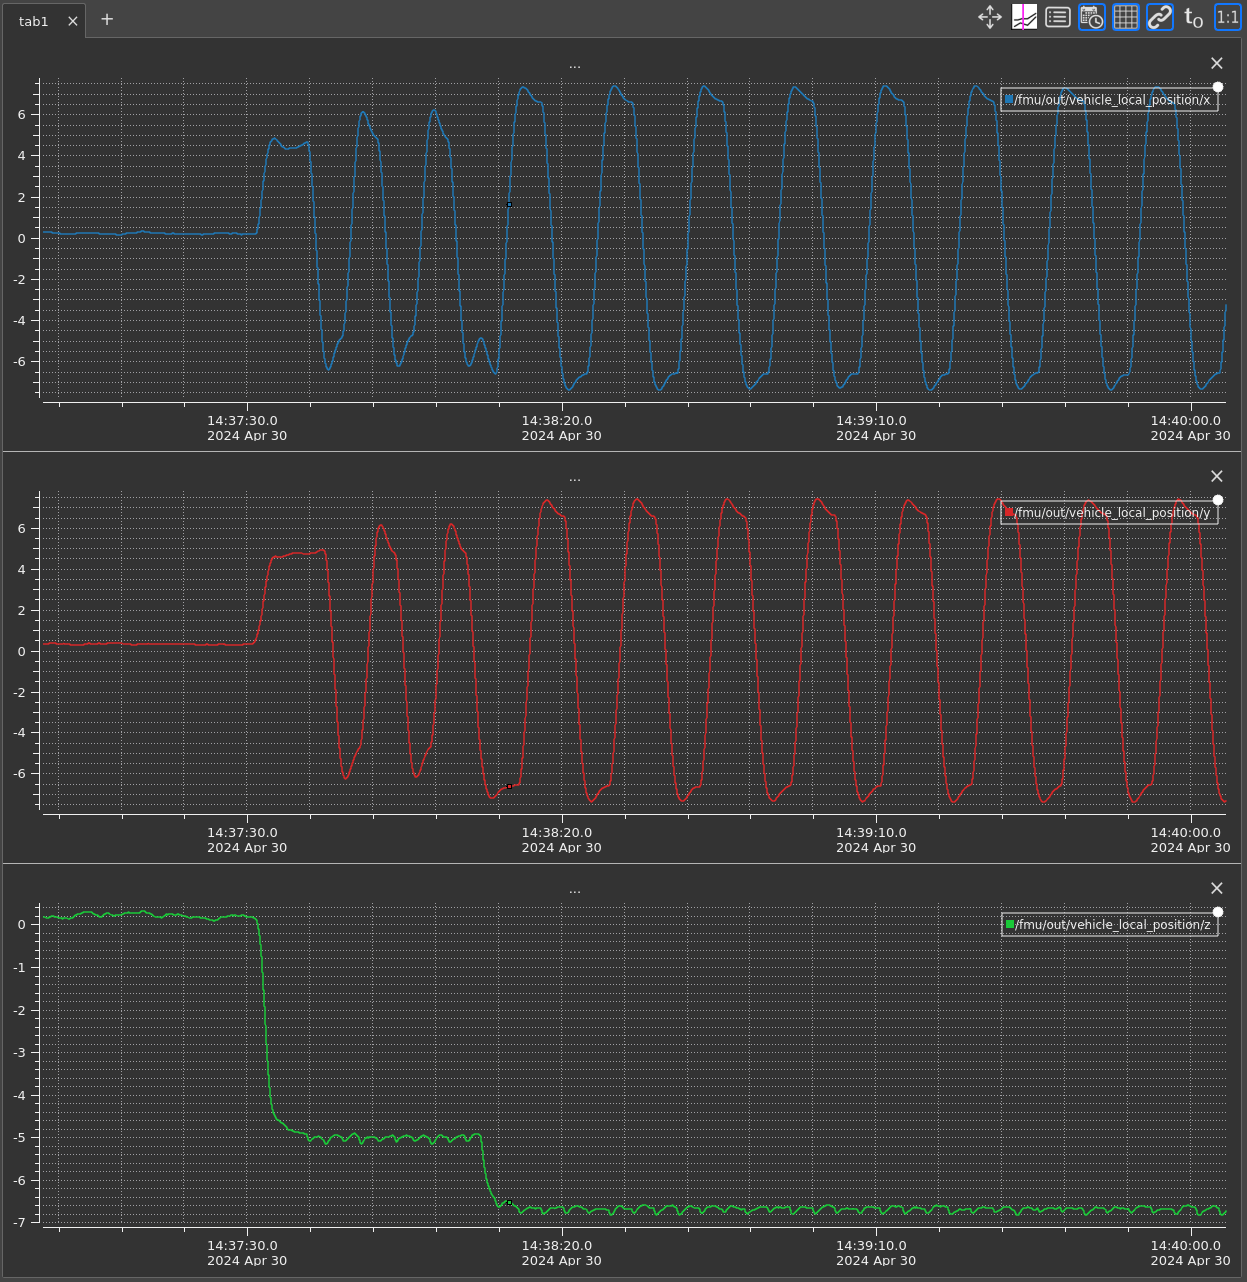 tab1 × +
t0 1:1
...
/fmu/out/vehicle_local_position/x
6
4
2
0
-2
-4
-6
14:37:30.0 14:38:20.0 14:39:10.0 14:40:00.0
2024 Apr 30 2024 Apr 30 2024 Apr 30 2024 Apr 30
...
/fmu/out/vehicle_local_position/y
6
4
2
0
-2
-4
-6
14:37:30.0 14:38:20.0 14:39:10.0 14:40:00.0
2024 Apr 30 2024 Apr 30 2024 Apr 30 2024 Apr 30
...
/fmu/out/vehicle_local_position/z
0
-1
-2
-3
-4
-5
-6
-7
14:37:30.0 14:38:20.0 14:39:10.0 14:40:00.0
2024 Apr 30 2024 Apr 30 2024 Apr 30 2024 Apr 30